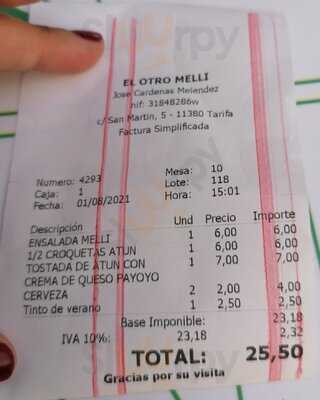 EL OTRO MELLI
Jose Cardenas Melendez
nif: 31848286w
c/ San Martin, 5 - 11380 Tarifa
Factura Simplificada
Numero: 4293 Mesa: 10
Caja: 1 Lote: 118
Fecha: 01/08/2021 Hora: 15:01
Descripción Und Precio Importe
ENSALADA MELLI 1 6,00 6,00
1/2 CROQUETAS ATUN 1 6,00 6,00
TOSTADA DE ATUN CON 1 7,00 7,00
CREMA DE QUESO PAYOYO
CERVEZA 2 2,00 4,00
Tinto de verano 1 2,50 2,50
Base Imponible: 23,18
IVA 10%: 23,18 2,32
TOTAL: 25,50
Gracias por su visita